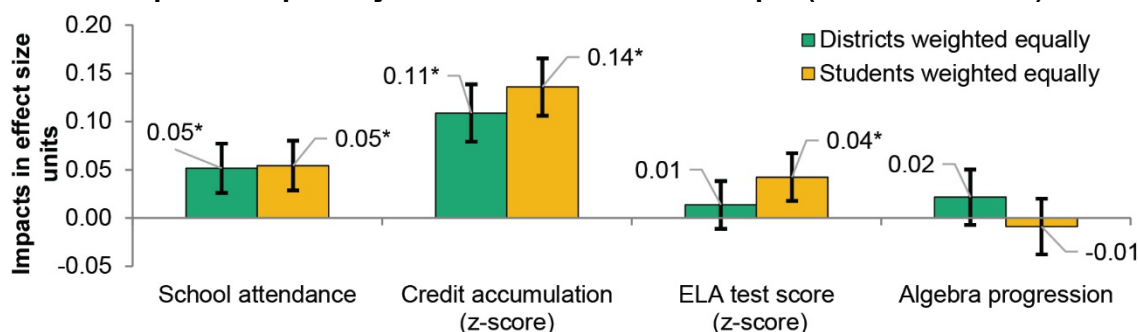 0.20
Districts weighted equally
Students weighted equally
0.15
0.14*
0.11*
0.10
0.05*
0.05*
0.05
0.04*
0.01
0.02
0.00
-0.01
-0.05
Impacts in effect size
units
School attendance
Credit accumulation
(z-score)
ELA test score
(z-score)
Algebra progression